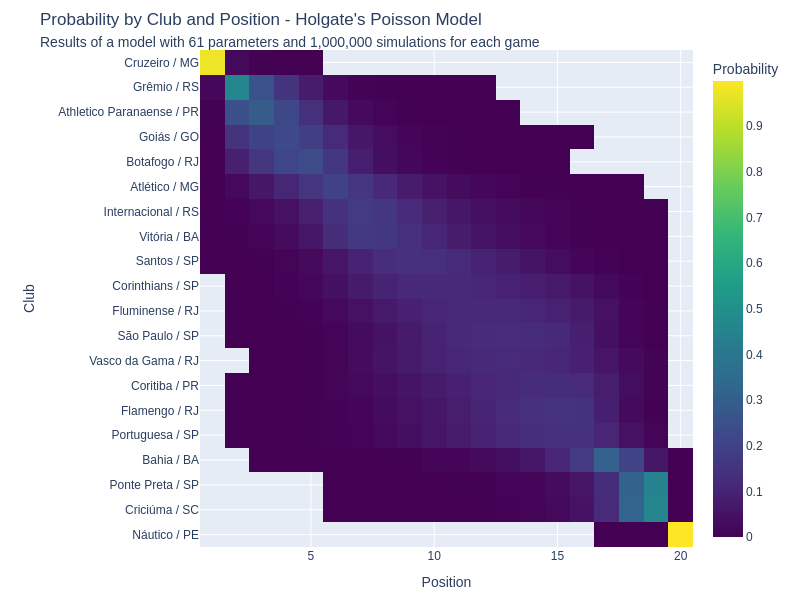 Probability by Club and Position - Holgate's Poisson Model
Results of a model with 61 parameters and 1,000,000 simulations for each game
Probability
Club
Cruzeiro / MG
Grêmio / RS
Athletico Paranaense / PR
Goiás / GO
Botafogo / RJ
Atlético / MG
Internacional / RS
Vitória / BA
Santos / SP
Corinthians / SP
Fluminense / RJ
São Paulo / SP
Vasco da Gama / RJ
Coritiba / PR
Flamengo / RJ
Portuguesa / SP
Bahia / BA
Ponte Preta / SP
Criciúma / SC
Náutico / PE
0.9
0.8
0.7
0.6
0.5
0.4
0.3
0.2
0.1
0
5 10 15 20
Position